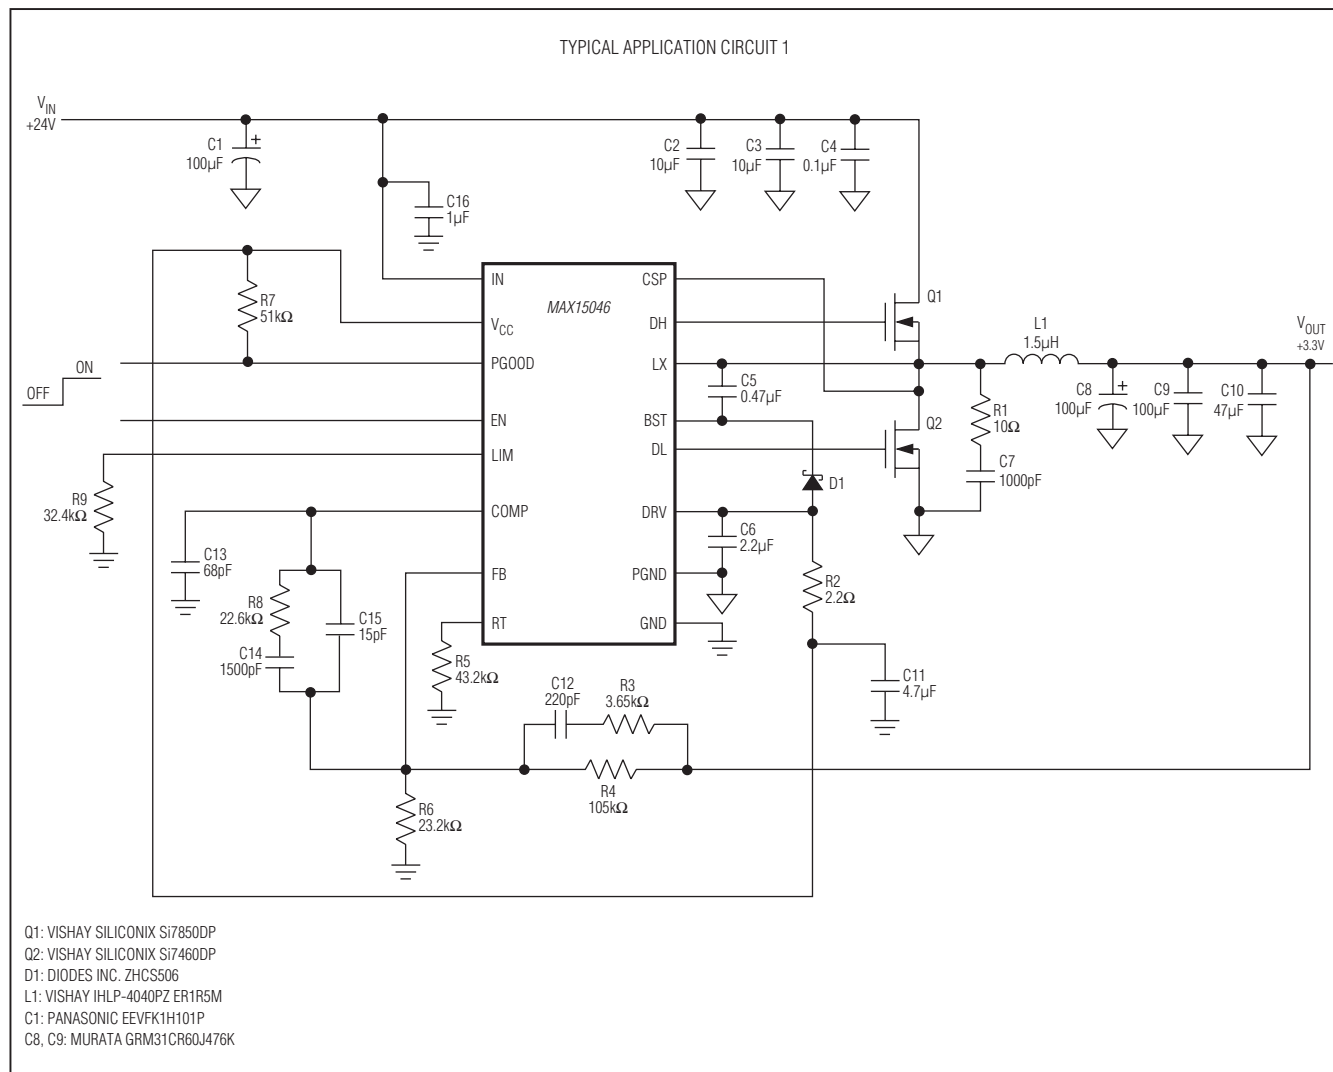 TYPICAL APPLICATION CIRCUIT 1
VIN
+24V
C1
100µF
+
C2
10µF
C3
10µF
C4
0.1µF
C16
1µF
R7
51kΩ
IN
VCC
PGOOD
EN
LIM
COMP
FB
RT
MAX15046
CSP
DH
LX
BST
DL
DRV
PGND
GND
ON
OFF
Q1
Q2
L1
1.5µH
VOUT
+3.3V
C5
0.47µF
R1
10Ω
C7
1000pF
C8
100µF
+
C9
100µF
C10
47µF
D1
R9
32.4kΩ
C13
68pF
R8
22.6kΩ
C14
1500pF
C15
15pF
C6
2.2µF
R2
2.2Ω
R5
43.2kΩ
C11
4.7µF
C12
220pF
R3
3.65kΩ
R4
105kΩ
R6
23.2kΩ
Q1: VISHAY SILICONIX Si7850DP
Q2: VISHAY SILICONIX Si7460DP
D1: DIODES INC. ZHCS506
L1: VISHAY IHLP-4040PZ ER1R5M
C1: PANASONIC EEVFK1H101P
C8, C9: MURATA GRM31CR60J476K